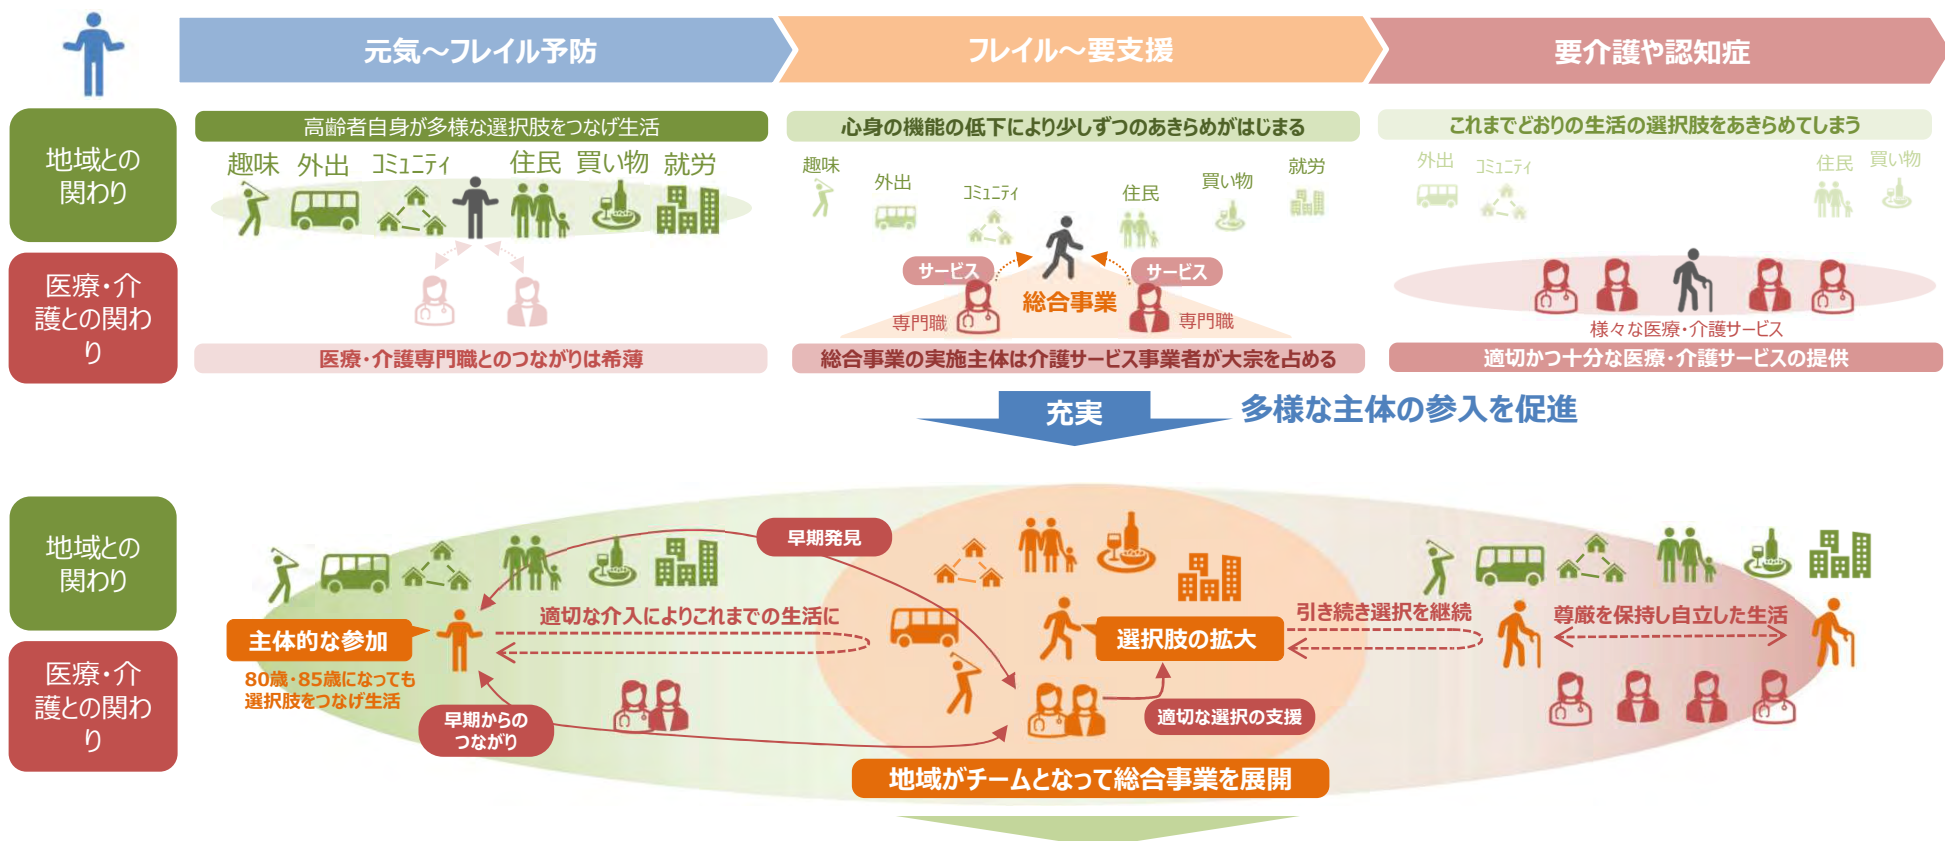 元気～フレイル予防
フレイル～要支援
要介護や認知症
地域との
関わり
高齢者自身が多様な選択肢をつなげ生活
趣味
外出
ｺﾐｭﾆﾃｨ
住民
買い物
就労
心身の機能の低下により少しずつのあきらめがはじまる
趣味
外出
ｺﾐｭﾆﾃｨ
住民
買い物
就労
これまでどおりの生活の選択肢をあきらめてしまう
外出
ｺﾐｭﾆﾃｨ
住民
買い物
医療・介
護との関わ
り
医療・介護専門職とのつながりは希薄
サービス
サービス
総合事業
専門職
専門職
総合事業の実施主体は介護サービス事業者が大宗を占める
様々な医療・介護サービス
適切かつ十分な医療・介護サービスの提供
充実
多様な主体の参入を促進
地域との
関わり
医療・介
護との関わ
り
早期発見
主体的な参加
80歳・85歳になっても
選択肢をつなげ生活
適切な介入によりこれまでの生活に
早期からの
つながり
選択肢の拡大
適切な選択の支援
引き続き選択を継続
尊厳を保持し自立した生活
地域がチームとなって総合事業を展開